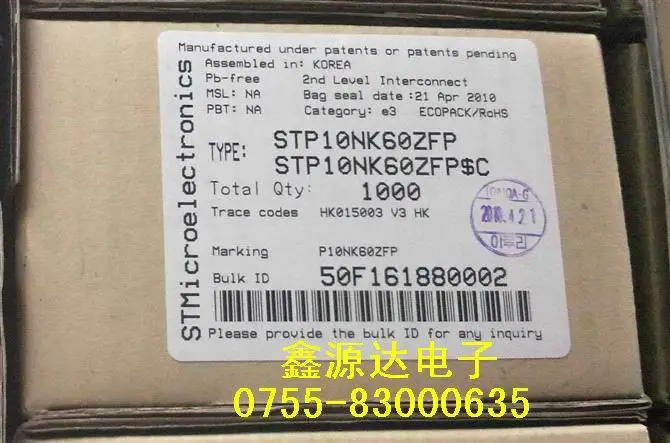 STMicroelectronics
Manufactured under patents or patents pending
Assembled in: KOREA
Pb-free 2nd Level Interconnect
MSL: NA Bag seal date :21 Apr 2010
PBT: NA Category: e3 ECOPACK/RoHS
TYPE: STP10NK60ZFP
STP10NK60ZFP$C
Total Qty: 1000
Trace codes HK015003 V3 HK
2010.4.21
Marking P10NK60ZFP
Bulk ID 50F161880002
Please provide the bulk ID for any inquiry
鑫源达电子
0755-83000635